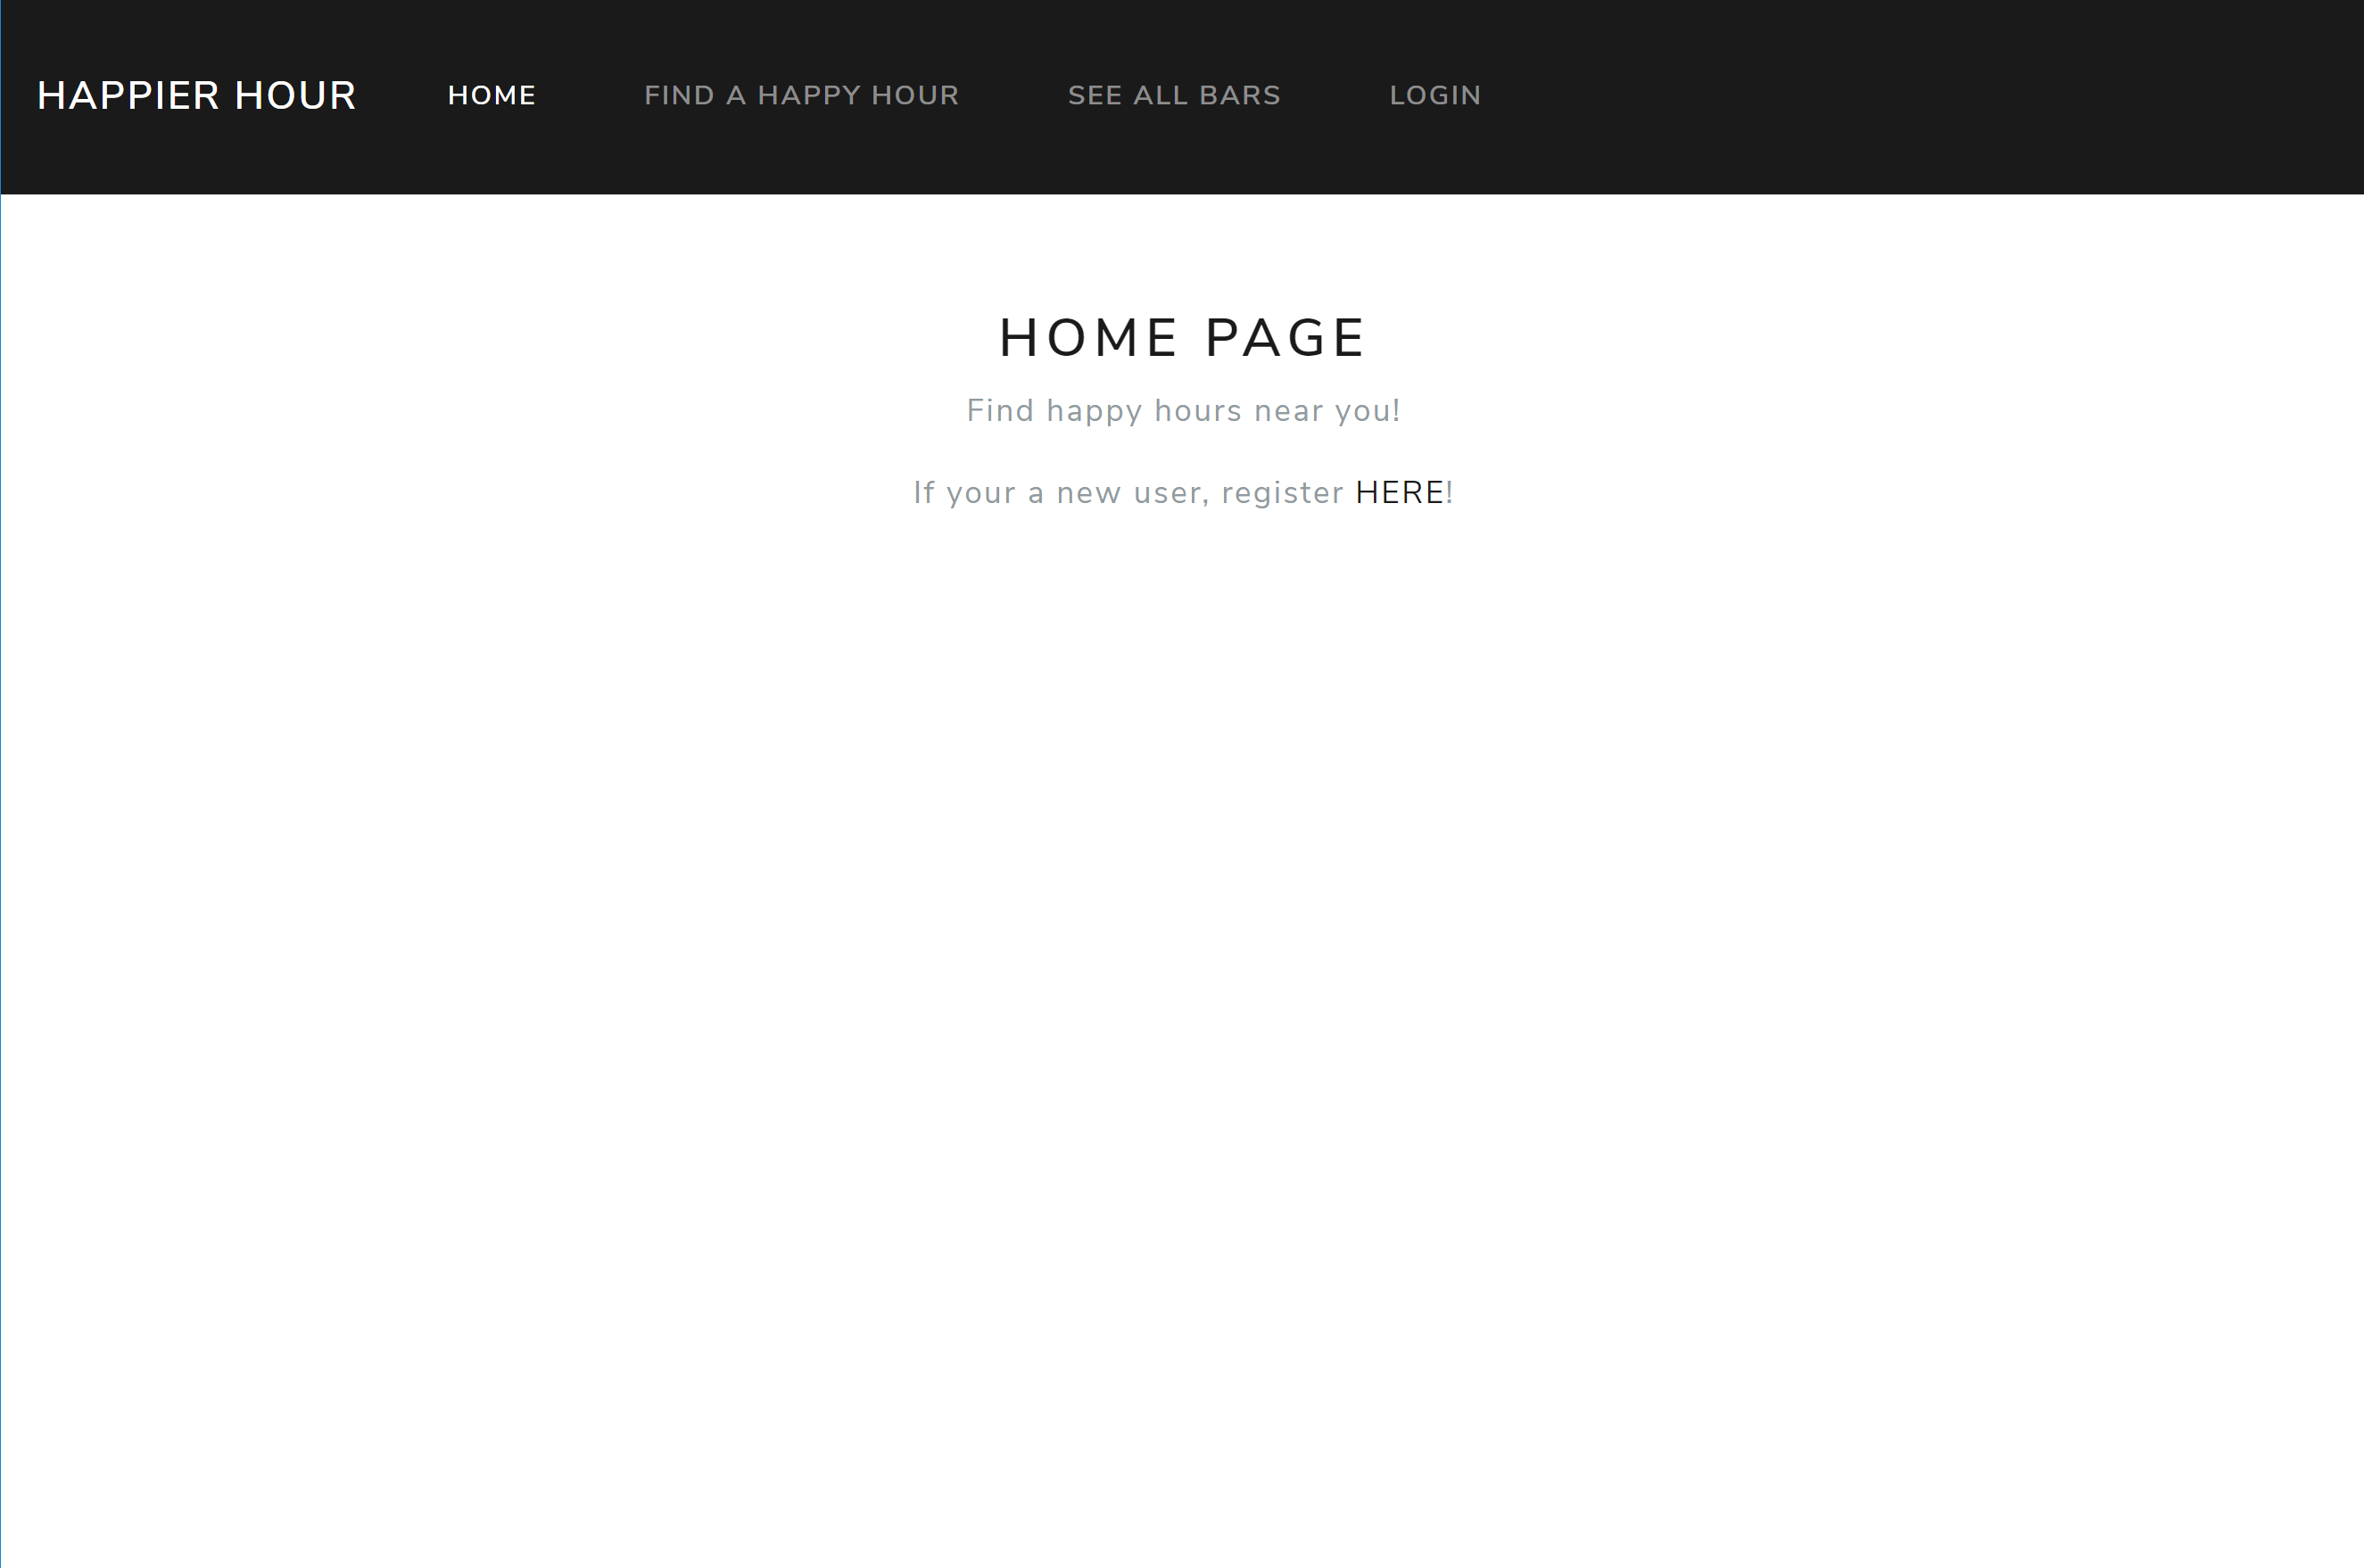 HAPPIER HOUR HOME FIND A HAPPY HOUR SEE ALL BARS LOGIN
HOME PAGE
Find happy hours near you!
If your a new user, register HERE!